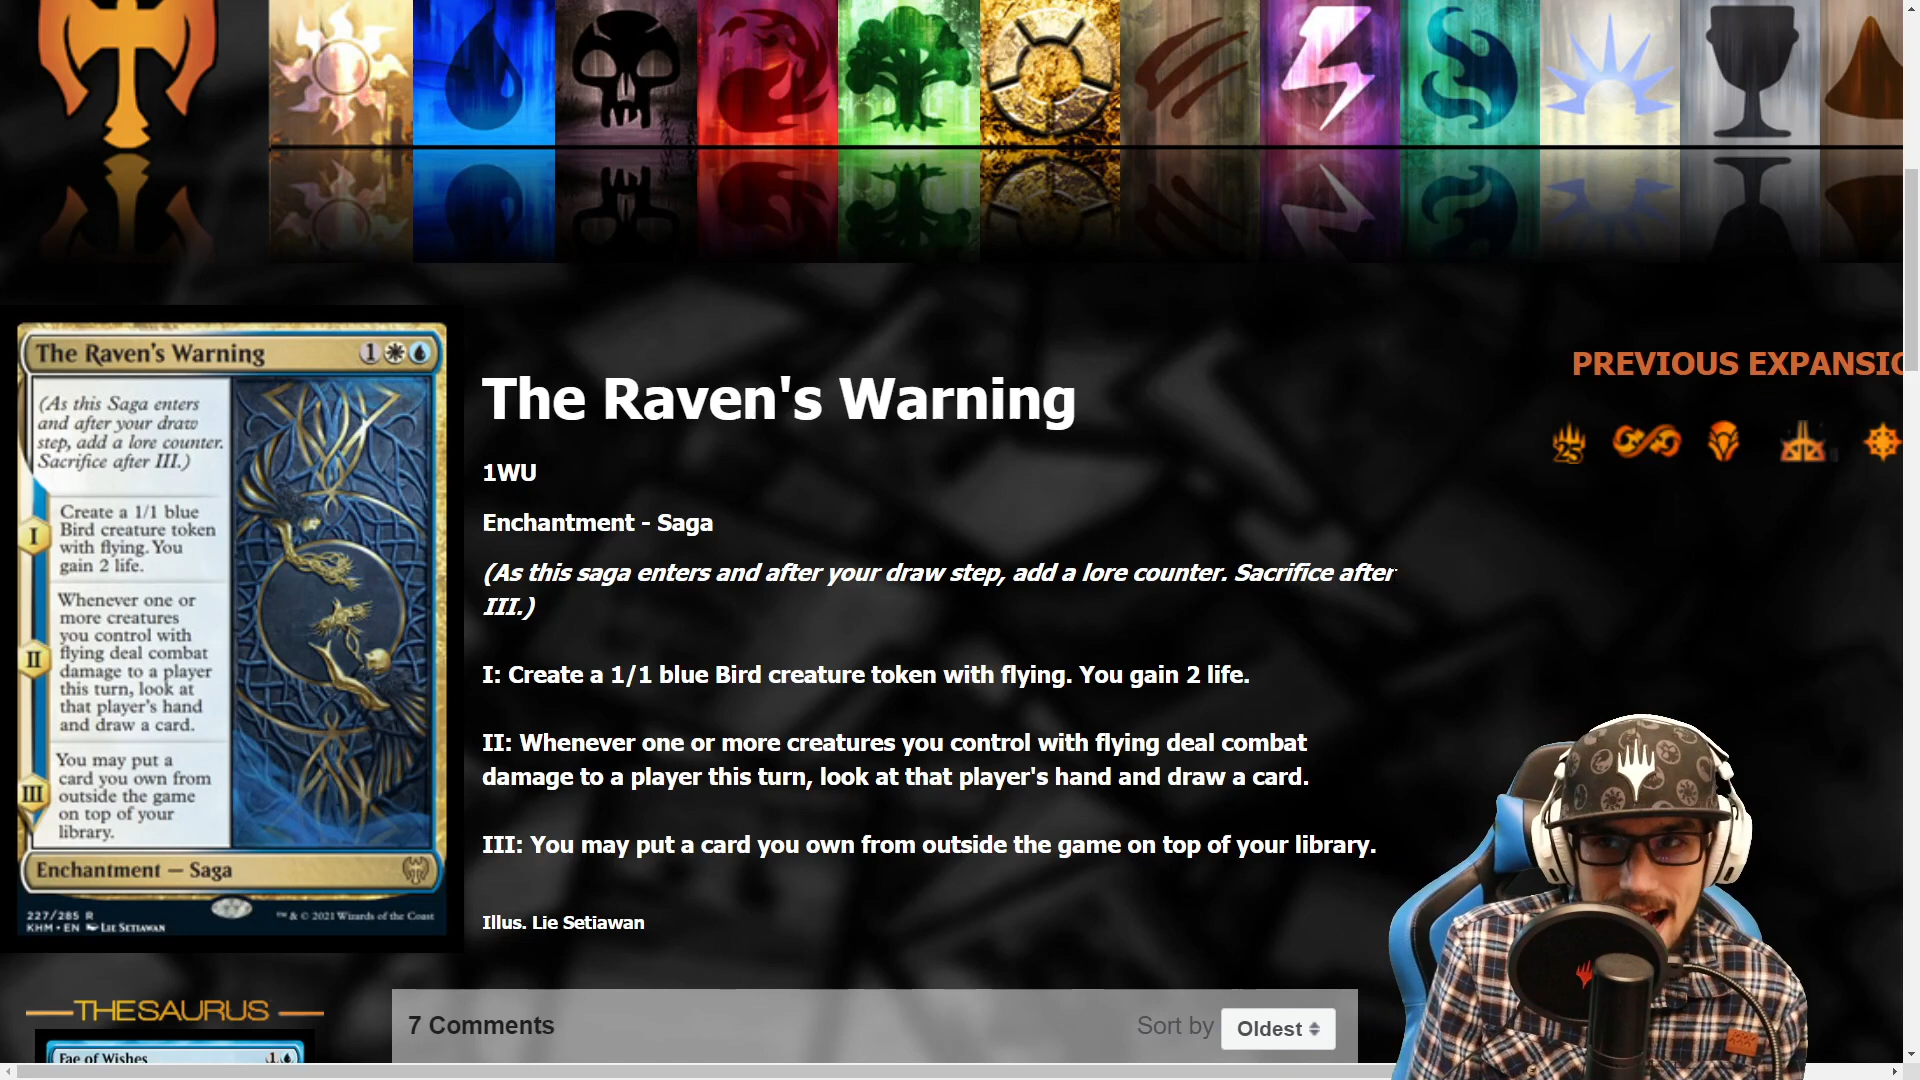 The Raven's Warning 1
(As this Saga enters
and after your draw
step, add a lore counter.
Sacrifice after III.)
I
Create a 1/1 blue
Bird creature token
with flying. You
gain 2 life.
II
Whenever one or
more creatures
you control with
flying deal combat
damage to a player
this turn, look at
that player's hand
and draw a card.
III
You may put a
card you own from
outside the game
on top of your
library.
Enchantment — Saga
227/285 R
KHM • EN LIE SETIAWAN
™ & © 2021 Wizards of the Coast
The Raven's Warning
1WU
Enchantment - Saga
(As this saga enters and after your draw step, add a lore counter. Sacrifice after
III.)
I: Create a 1/1 blue Bird creature token with flying. You gain 2 life.
II: Whenever one or more creatures you control with flying deal combat
damage to a player this turn, look at that player's hand and draw a card.
III: You may put a card you own from outside the game on top of your library.
Illus. Lie Setiawan
PREVIOUS EXPANSIO
25
THESAURUS
Fae of Wishes 1
7 Comments
Sort by Oldest